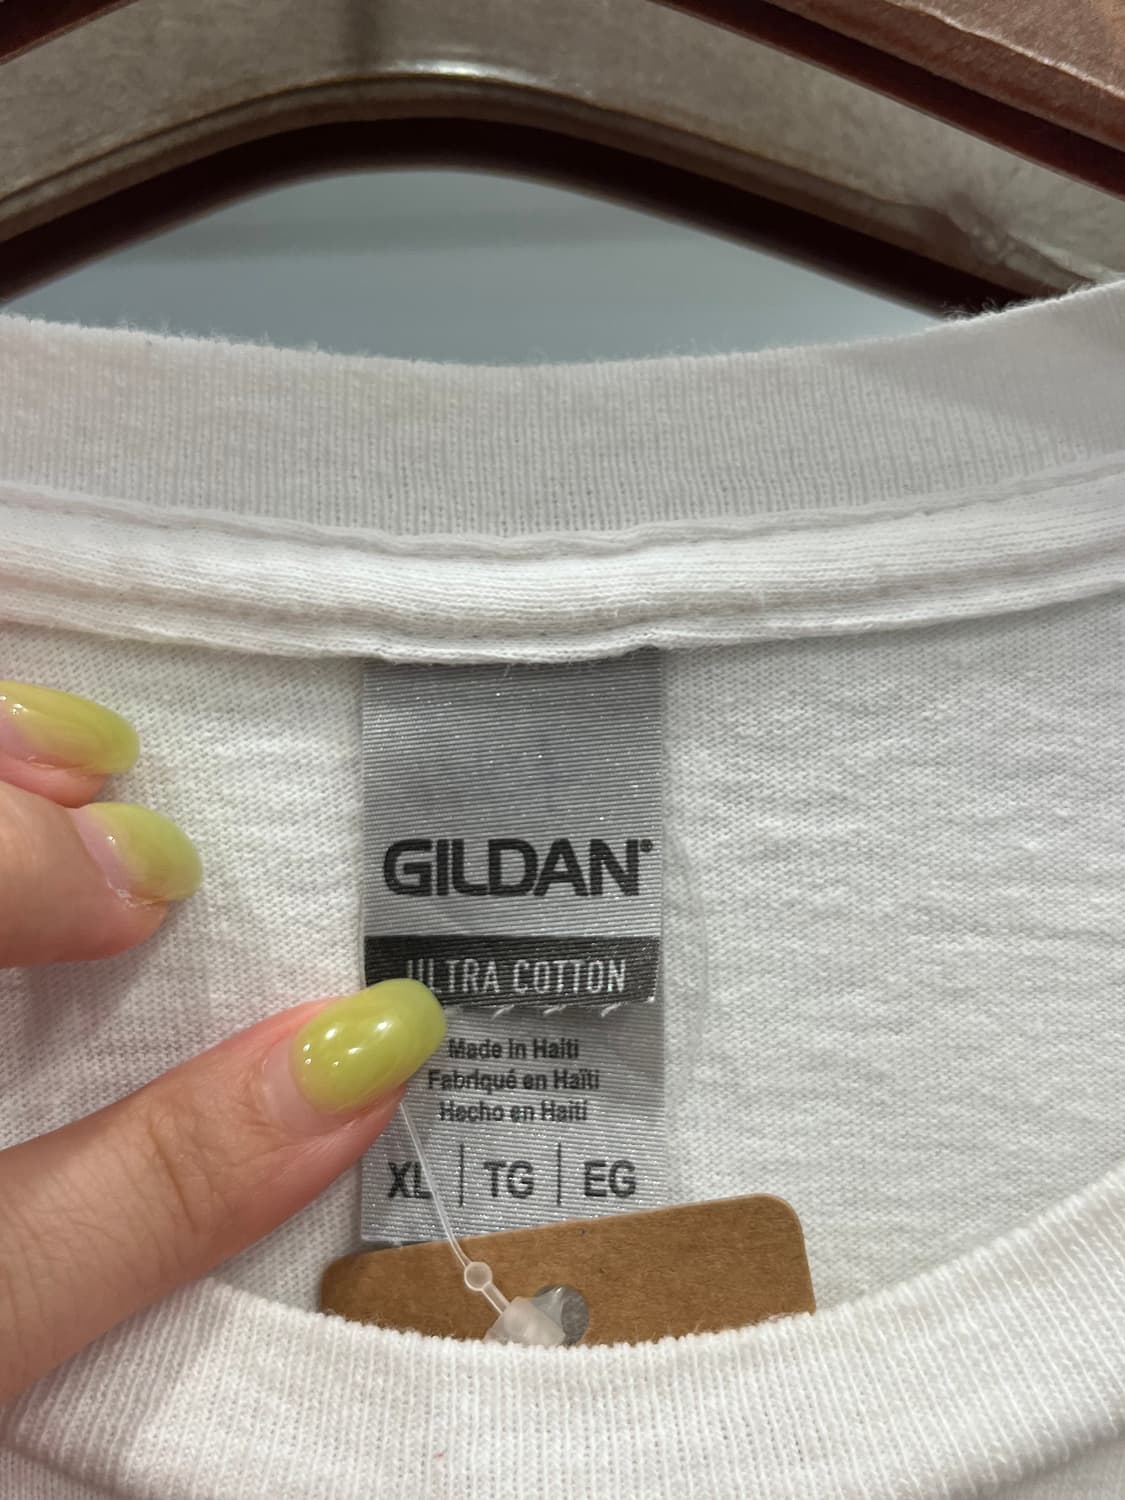 GILDAN®
ULTRA COTTON
Made in Haiti
Fabriqué en Haïti
Hecho en Haití
XL | TG | EG